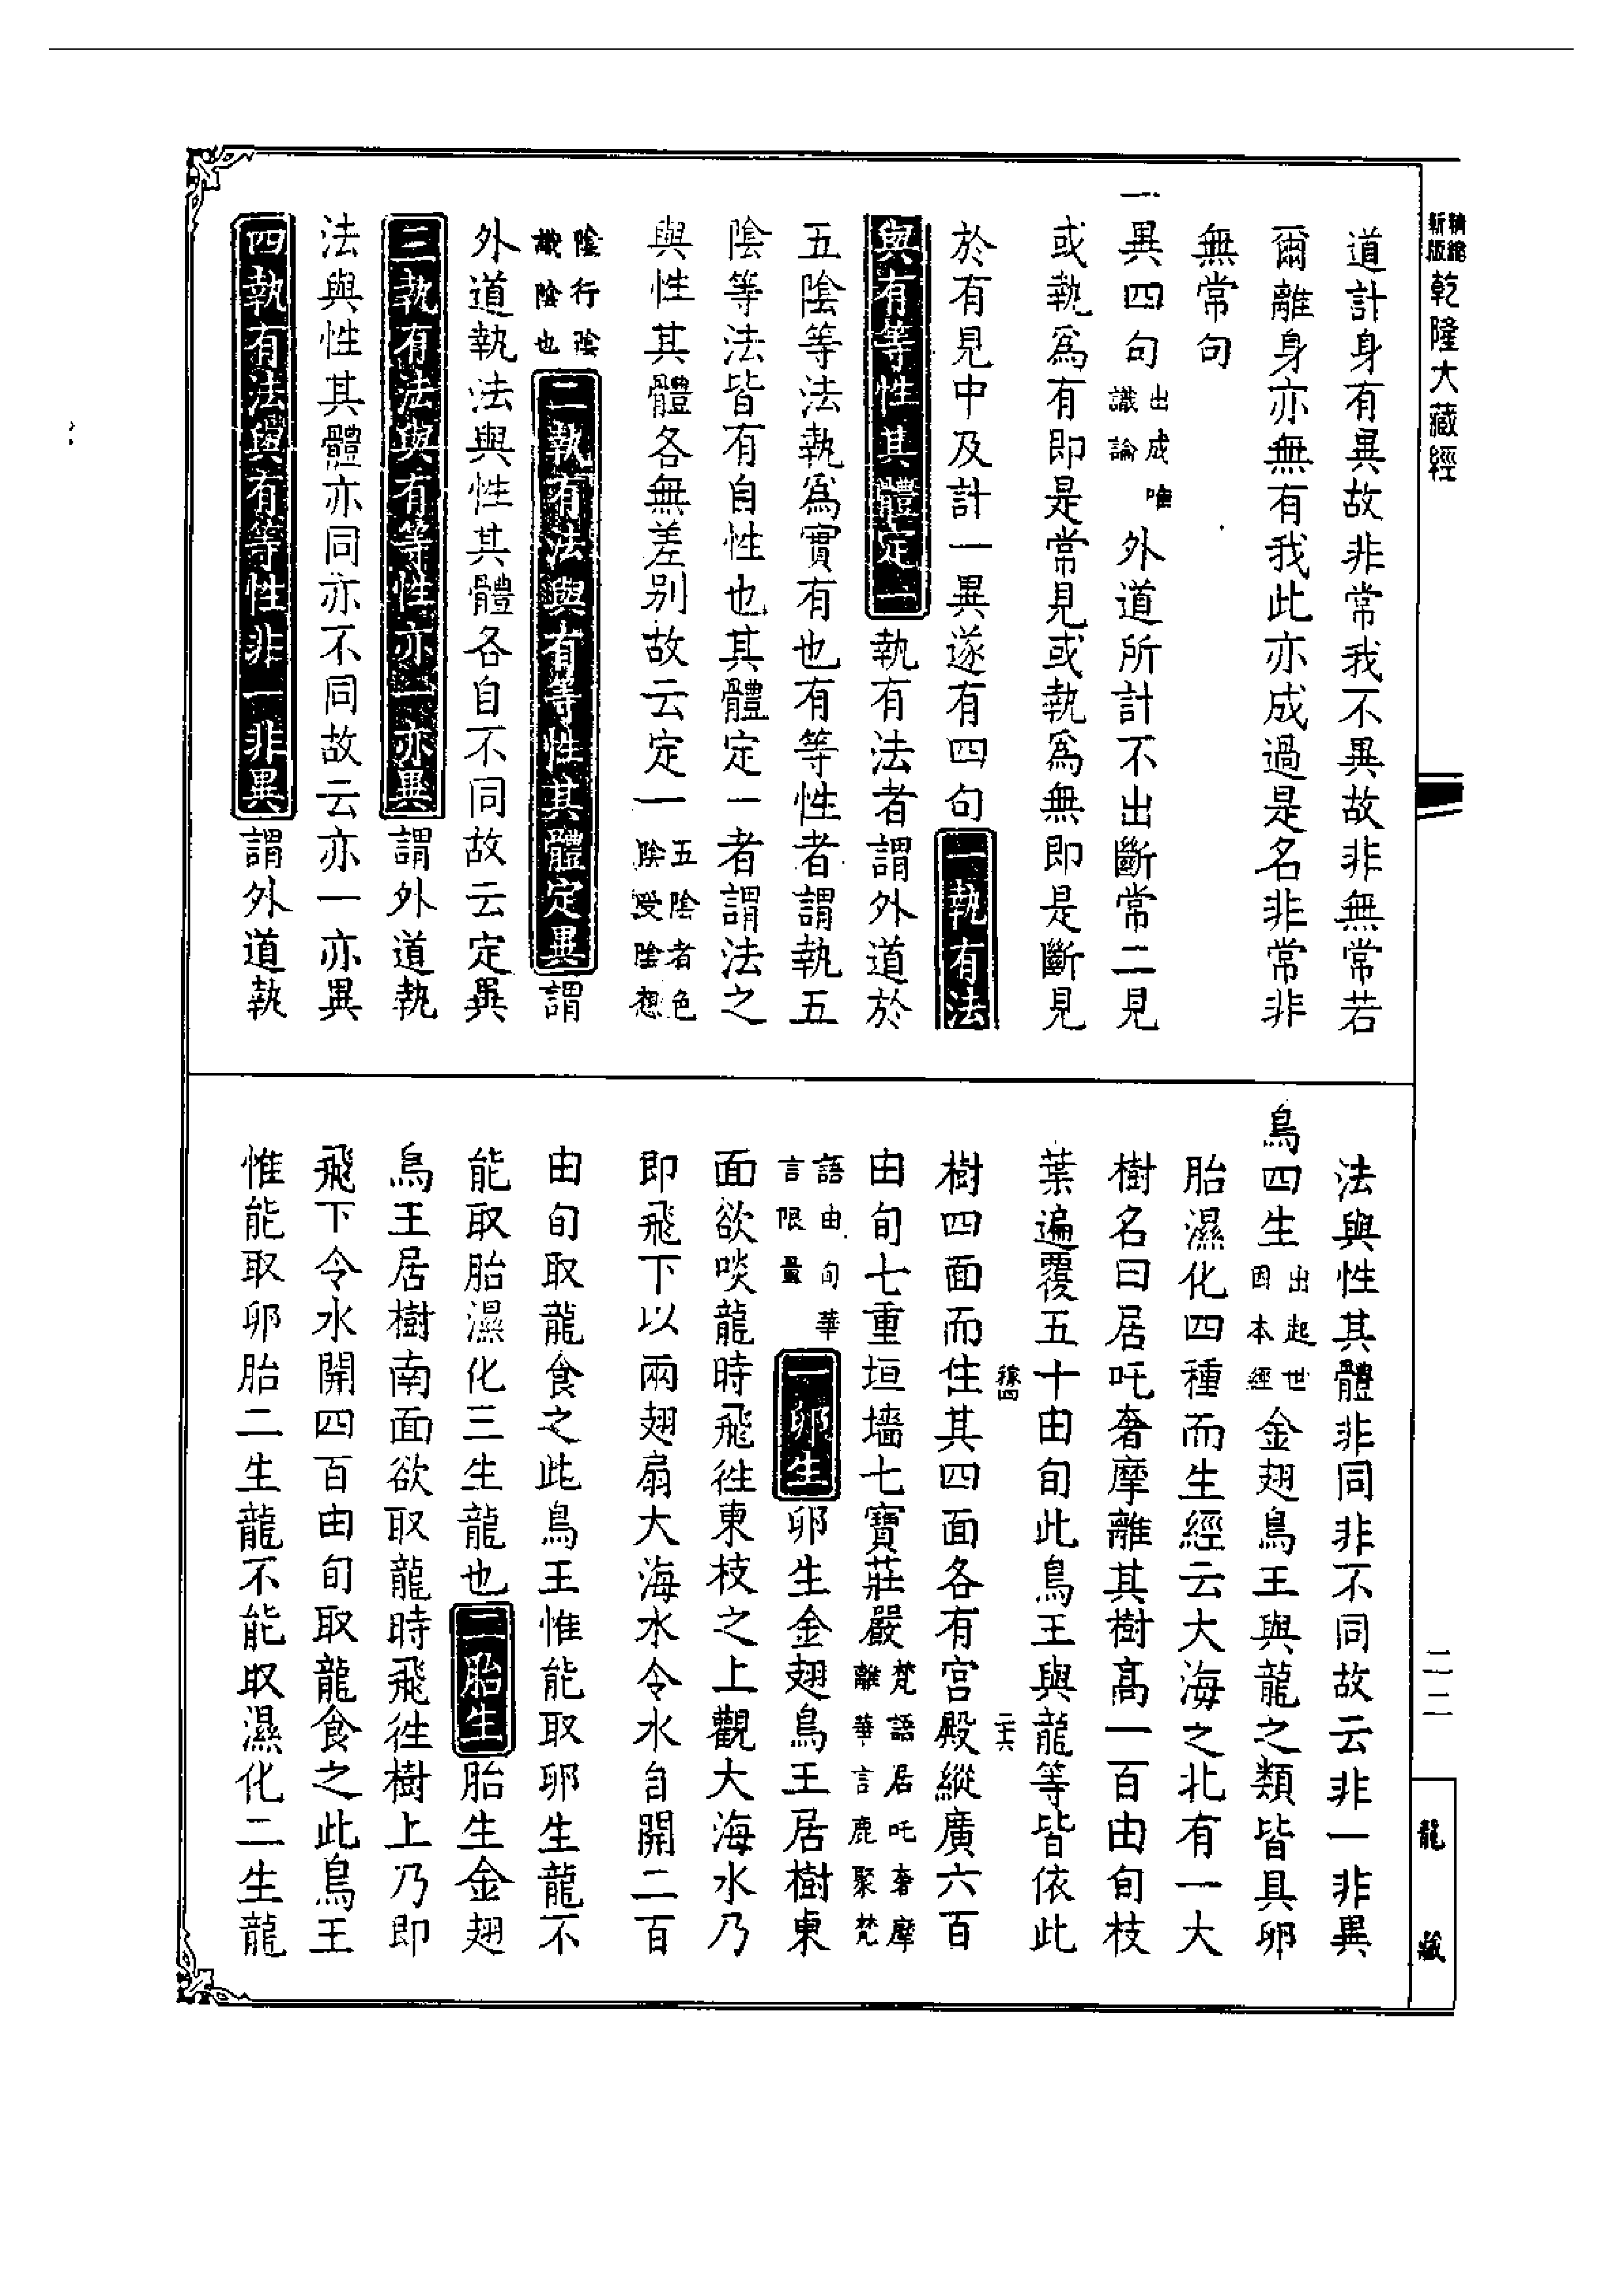 新版
精縮
乾隆大藏經
道計身有異故非常我不異故非無常若
爾離身亦無有我此亦成過是名非常非
無常句
一異四句出成唯識論外道所計不出斷常二見
或執為有即是常見或執為無即是斷見
於有見中及計一異遂有四句一執有法
與有等性其體定一執有法者謂外道於
五陰等法執為實有也有等性者謂執五
陰等法皆有自性也其體定一者謂法之
與性其體各無差別故云定一五陰者色陰受陰想
陰行陰識陰也二執有法與有等性其體定異謂
外道執法與性其體各自不同故云定異
三執有法與有等性亦一亦異謂外道執
法與性其體亦同亦不同故云亦一亦異
四執有法與有等性非一非異謂外道執
法與性其體非同非不同故云非一非異
鳥四生出起世因本經金翅鳥王與龍之類皆具卵
胎濕化四種而生經云大海之北有一大
樹名曰居吒奢摩離其樹高一百由旬枝
葉遍覆五十由旬此鳥王與龍等皆依此
樹四面而住其四面各有宮殿縱廣六百
由旬七重垣墻七寶莊嚴梵語居吒奢摩離華言鹿聚梵
語由旬華言限量一卵生卵生金翅鳥王居樹東
面欲啖龍時飛徃東枝之上觀大海水乃
即飛下以兩翅扇大海水令水自開二百
由旬取龍食之此鳥王惟能取卵生龍不
能取胎濕化三生龍也二胎生胎生金翅
鳥王居樹南面欲取龍時飛徃樹上乃即
飛下令水開四百由旬取龍食之此鳥王
惟能取卵胎二生龍不能取濕化二生龍
二二
龍藏